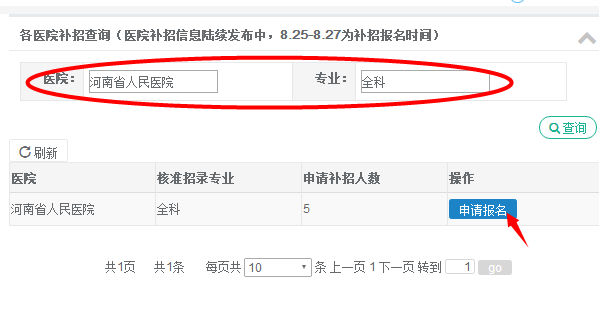 各医院补招查询（医院补招信息陆续发布中，8.25-8.27为补招报名时间）
医院： 河南省人民医院 专业： 全科
查询
刷新
医院 核准招录专业 申请补招人数 操作
河南省人民医院 全科 5 申请报名
共1页 共1条 每页共 10 条 上一页 1 下一页 转到 1 go